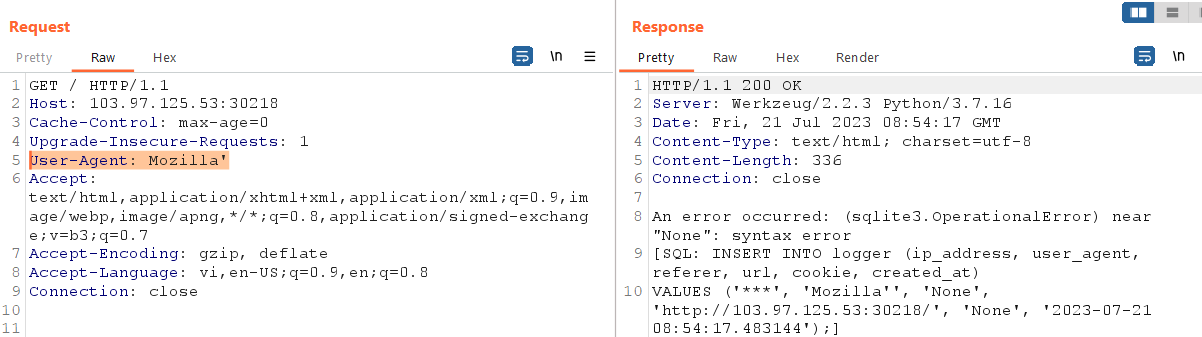 Request
Pretty Raw Hex
\n
1 GET / HTTP/1.1
2 Host: 103.97.125.53:30218
3 Cache-Control: max-age=0
4 Upgrade-Insecure-Requests: 1
5 User-Agent: Mozilla'
6 Accept:
text/html,application/xhtml+xml,application/xml;q=0.9,im
age/webp,image/apng,*/*;q=0.8,application/signed-exchang
e;v=b3;q=0.7
7 Accept-Encoding: gzip, deflate
8 Accept-Language: vi,en-US;q=0.9,en;q=0.8
9 Connection: close
10
11
Response
Pretty Raw Hex Render
\n
1 HTTP/1.1 200 OK
2 Server: Werkzeug/2.2.3 Python/3.7.16
3 Date: Fri, 21 Jul 2023 08:54:17 GMT
4 Content-Type: text/html; charset=utf-8
5 Content-Length: 336
6 Connection: close
7
8 An error occurred: (sqlite3.OperationalError) near
"None": syntax error
9 [SQL: INSERT INTO logger (ip_address, user_agent,
referer, url, cookie, created_at)
10 VALUES ('***', 'Mozilla'', 'None',
'http://103.97.125.53:30218/', 'None', '2023-07-21
08:54:17.483144');]